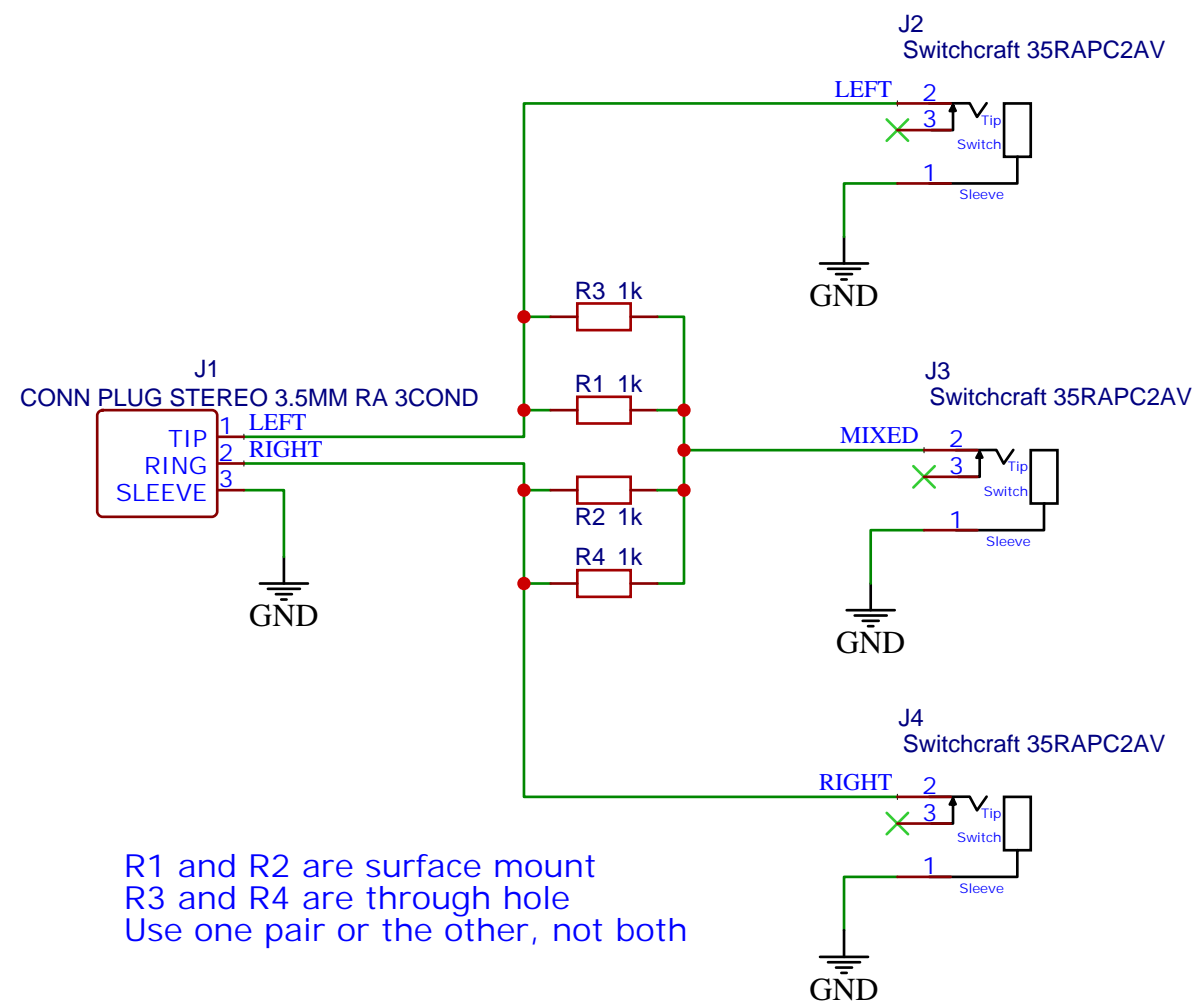 J2
Switchcraft 35RAPC2AV
LEFT
2
3
Tip
Switch
1
Sleeve
GND
R3 1k
R1 1k
R2 1k
R4 1k
J1
CONN PLUG STEREO 3.5MM RA 3COND
TIP 1 LEFT
RING 2 RIGHT
SLEEVE 3
GND
J3
Switchcraft 35RAPC2AV
MIXED
2
3
Tip
Switch
1
Sleeve
GND
J4
Switchcraft 35RAPC2AV
RIGHT
2
3
Tip
Switch
1
Sleeve
GND
R1 and R2 are surface mount
R3 and R4 are through hole
Use one pair or the other, not both